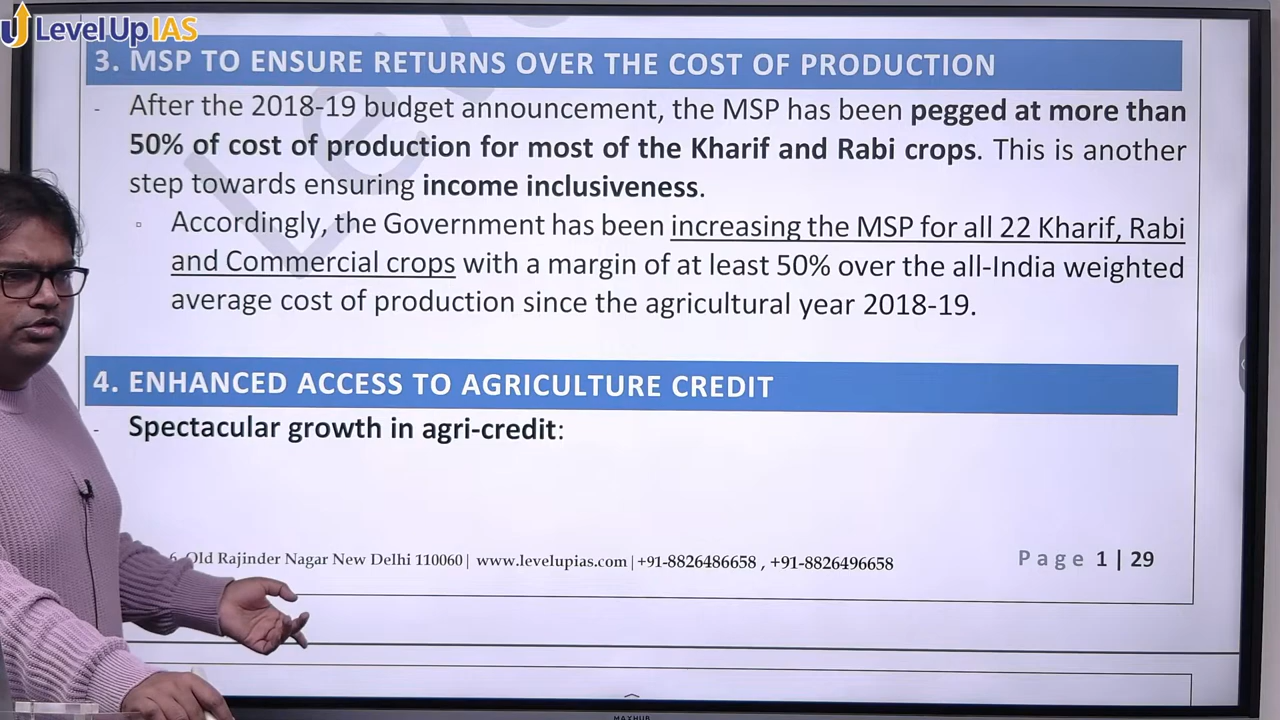 LevelUp IAS
3. MSP TO ENSURE RETURNS OVER THE COST OF PRODUCTION
- After the 2018-19 budget announcement, the MSP has been pegged at more than
50% of cost of production for most of the Kharif and Rabi crops. This is another
step towards ensuring income inclusiveness.
▫ Accordingly, the Government has been increasing the MSP for all 22 Kharif, Rabi
and Commercial crops with a margin of at least 50% over the all-India weighted
average cost of production since the agricultural year 2018-19.
4. ENHANCED ACCESS TO AGRICULTURE CREDIT
- Spectacular growth in agri-credit:
6, Old Rajinder Nagar New Delhi 110060| www.levelupias.com|+91-8826486658 , +91-8826496658
Page 1 | 29
MAXHUB